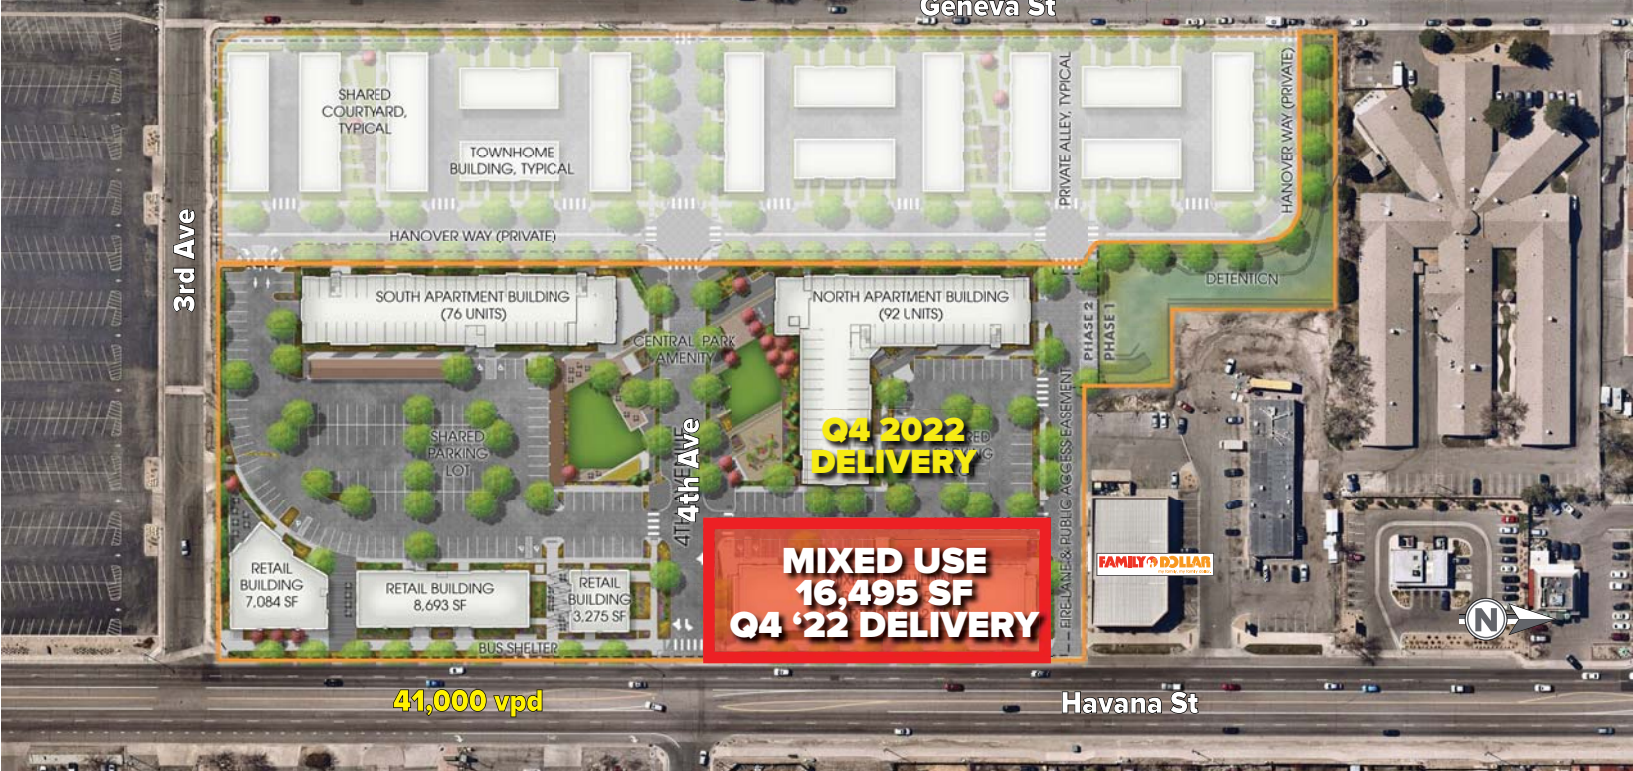 Geneva St
SHARED
COURTYARD,
TYPICAL
TOWNHOME
BUILDING, TYPICAL
PRIVATE ALLEY, TYPICAL
HANOVER WAY (PRIVATE)
HANOVER WAY (PRIVATE)
3rd Ave
SOUTH APARTMENT BUILDING
(76 UNITS)
NORTH APARTMENT BUILDING
(92 UNITS)
DETENTION
PHASE 2
PHASE 1
CENTRAL PARK
AMENITY
SHARED
PARKING
LOT
4th Ave
Q4 2022
DELIVERY
FIRE LANE & PUBLIC ACCESS EASEMENT
RETAIL
BUILDING
7,084 SF
RETAIL BUILDING
8,693 SF
RETAIL
BUILDING
3,275 SF
MIXED USE
16,495 SF
Q4 ‘22 DELIVERY
FAMILY DOLLAR
N
BUS SHELTER
41,000 vpd
Havana St